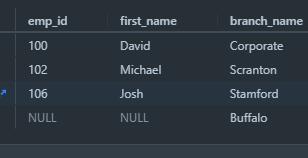 emp_id first_name branch_name
100 David Corporate
102 Michael Scranton
106 Josh Stamford
NULL NULL Buffalo